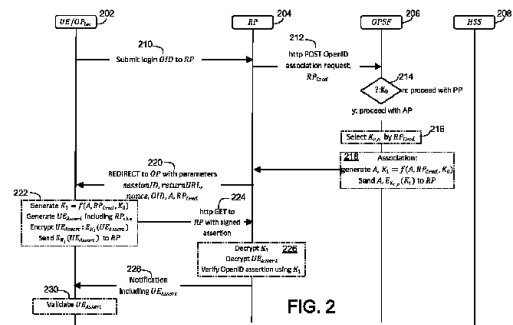 202
204
206
208
UE/OP_loc
RP
OPSF
HSS
210
Submit login OID to RP
212
http POST OpenID
association request,
RP_Cred
214
?:K_0
n: proceed with PP
y: proceed with AP
216
by RP_Cred
Select
218
Association:
generate A, K_1 = f(A, RP_Cred, K_0)
Send A, (K_1) to RP
220
REDIRECT to OP with parameters
sessionID, returnURL,
nonce, OID, A, RP_Cred
222
Generate K_1 = f(A, RP_Cred, K_0)
Generate UE_Assert including
Encrypt UE_Assert: E_K1(UE_Assert)
Send E_K1(UE_Assert) to RP
224
http GET to
RP with signed
assertion
226
Decrypt K_1
Decrypt UE_Assert
Verify OpenID assertion using K_1
228
Notification
including UE_Assert
230
Validate UE_Assert
FIG. 2